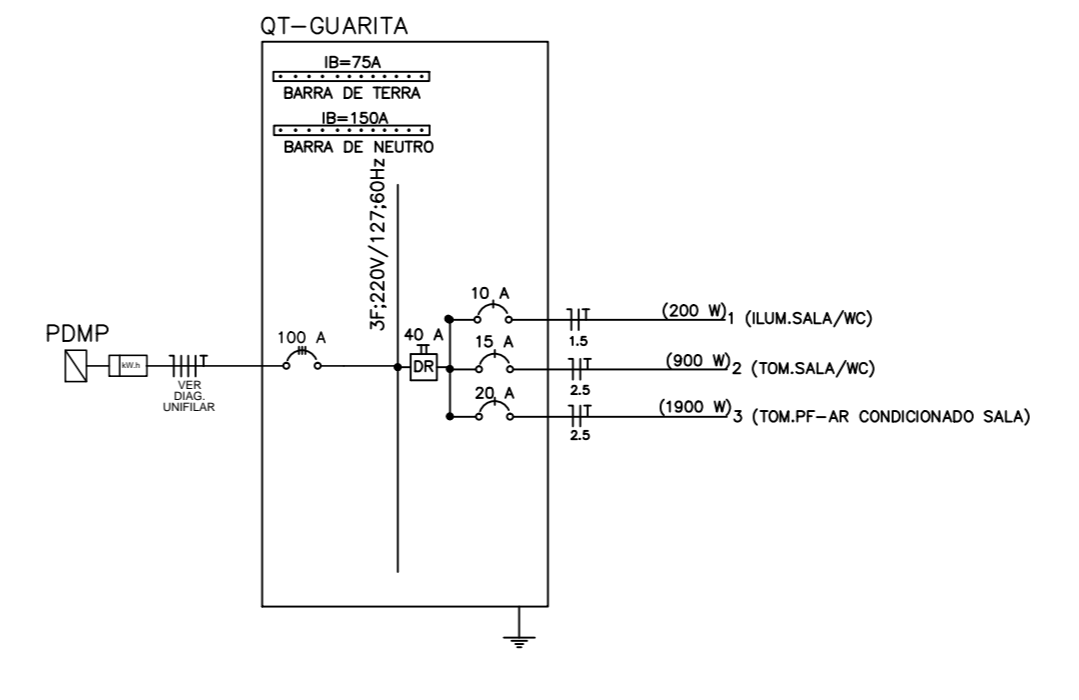 QT-GUARITA
IB=75A
BARRA DE TERRA
IB=150A
BARRA DE NEUTRO
3F;220V/127;60Hz
PDMP
kW.h
VER
DIAG.
UNIFILAR
100 A
40 A
DR
10 A
1.5
(200 W) 1 (ILUM.SALA/WC)
15 A
2.5
(900 W) 2 (TOM.SALA/WC)
20 A
2.5
(1900 W) 3 (TOM.PF-AR CONDICIONADO SALA)